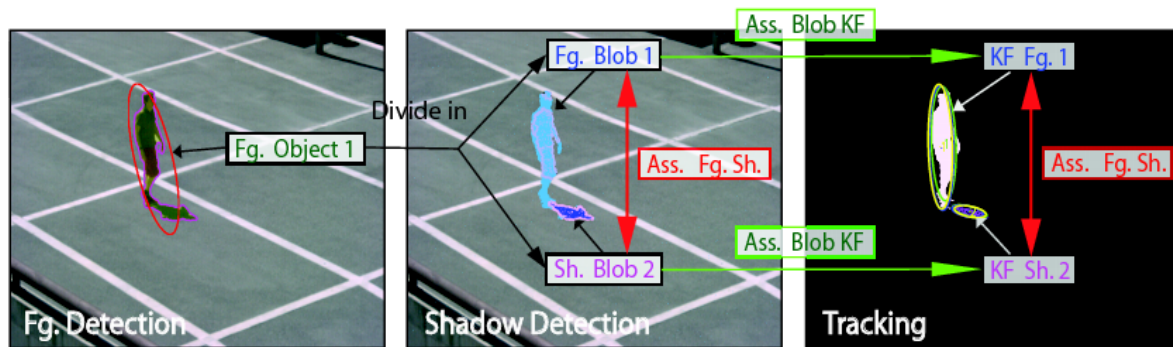 Ass. Blob KF
Fg. Blob 1
KF Fg. 1
Divide in
Fg. Object 1
Ass. Fg. Sh.
Ass. Fg. Sh.
Ass. Blob KF
Sh. Blob 2
KF Sh. 2
Fg. Detection
Shadow Detection
Tracking